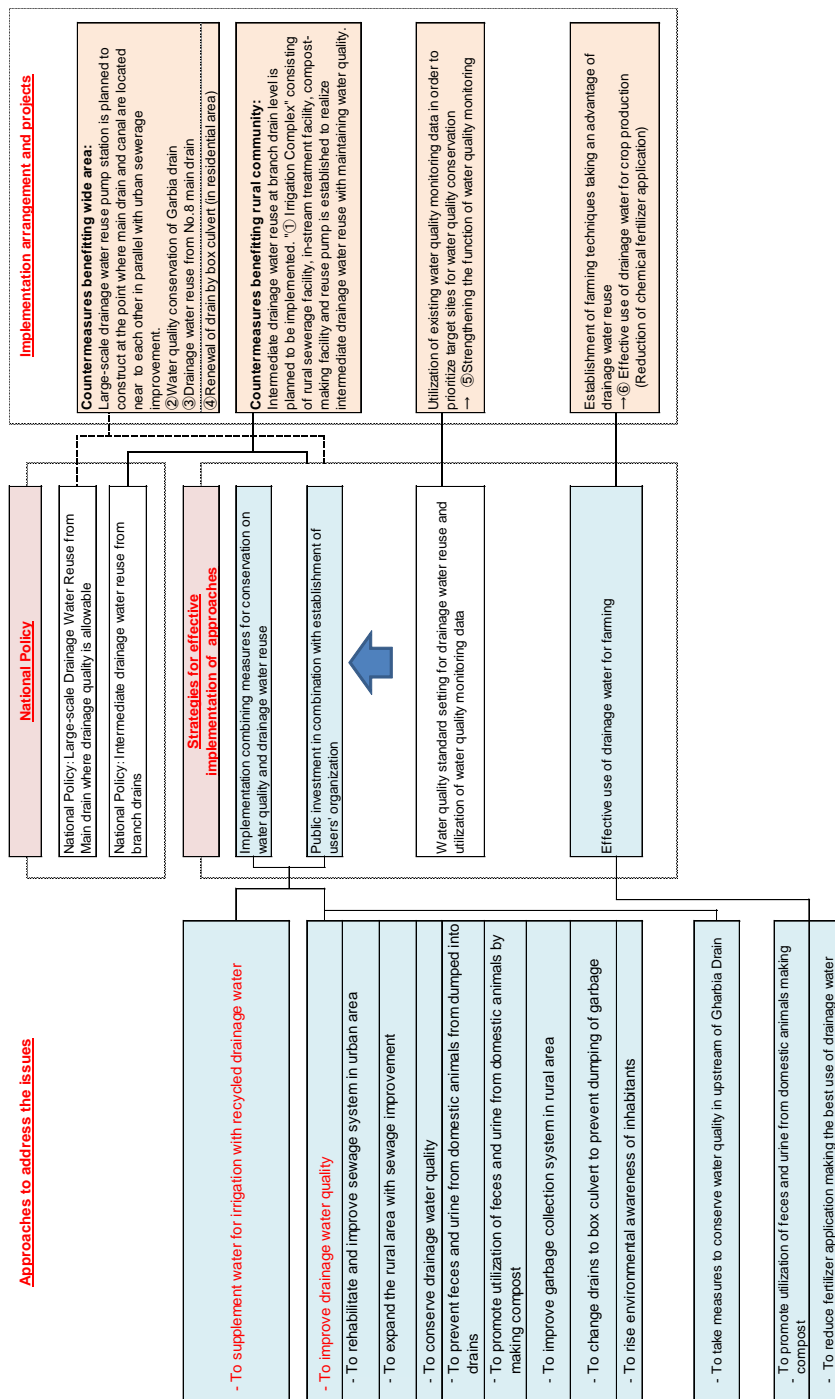 Approaches to address the issues
- To supplement water for irrigation with recycled drainage water
- To improve drainage water quality
- To rehabilitate and improve sewage system in urban area
- To expand the rural area with sewage improvement
- To conserve drainage water quality
- To prevent feces and urine from domestic animals from dumped into
drains
- To promote utilization of feces and urine from domestic animals by
making compost
- To improve garbage collection system in rural area
- To change drains to box culvert to prevent dumping of garbage
- To rise environmental awareness of inhabitants
- To take measures to conserve water quality in upstream of Gharbia Drain
- To promote utilization of feces and urine from domestic animals making
compost
- To reduce fertilizer application making the best use of drainage water
National Policy
National Policy: Large-scale Drainage Water Reuse from
Main drain where drainage quality is allowable
National Policy: Intermediate drainage water reuse from
branch drains
Strategies for effective
implementation of approaches
Implementation combining measures for conservation on
water quality and drainage water reuse
Public investment in combination with establishment of
users' organization
Water quality standard setting for drainage water reuse and
utilization of water quality monitoring data
Effective use of drainage water for farming
Implementation arrangement and projects
Countermeasures benefitting wide area:
Large-scale drainage water reuse pump station is planned to
construct at the point where main drain and canal are located
near to each other in parallel with urban sewerage
improvement.
②Water quality conservation of Garbia drain
③Drainage water reuse from No.8 main drain
④Renewal of drain by box culvert (in residential area)
Countermeasures benefitting rural community:
Intermediate drainage water reuse at branch drain level is
planned to be implemented. "① Irrigation Complex" consisting
of rural sewerage facility, in-stream treatment facility, compost-
making facility and reuse pump is established to realize
intermediate drainage water reuse with maintaining water quality.
Utilization of existing water quality monitoring data in order to
prioritize target sites for water quality conservation
→ ⑤Strengthening the function of water quality monitoring
Establishment of farming techniques taking an advantage of
drainage water reuse
→⑥ Effective use of drainage water for crop production
(Reduction of chemical fertilizer application)